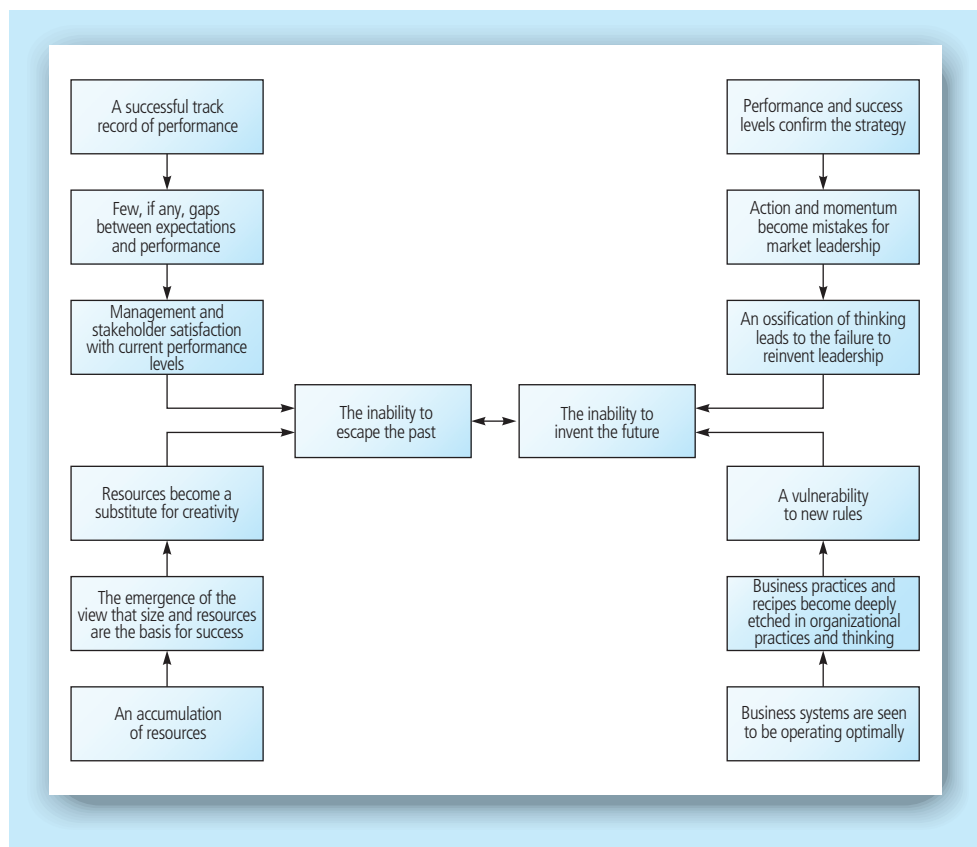 A successful track
record of performance
Few, if any, gaps
between expectations
and performance
Management and
stakeholder satisfaction
with current performance
levels
Performance and success
levels confirm the strategy
Action and momentum
become mistakes for
market leadership
An ossification of thinking
leads to the failure to
reinvent leadership
The inability to
escape the past
The inability to
invent the future
Resources become a
substitute for creativity
The emergence of the
view that size and resources
are the basis for success
An accumulation
of resources
A vulnerability
to new rules
Business practices and
recipes become deeply
etched in organizational
practices and thinking
Business systems are seen
to be operating optimally